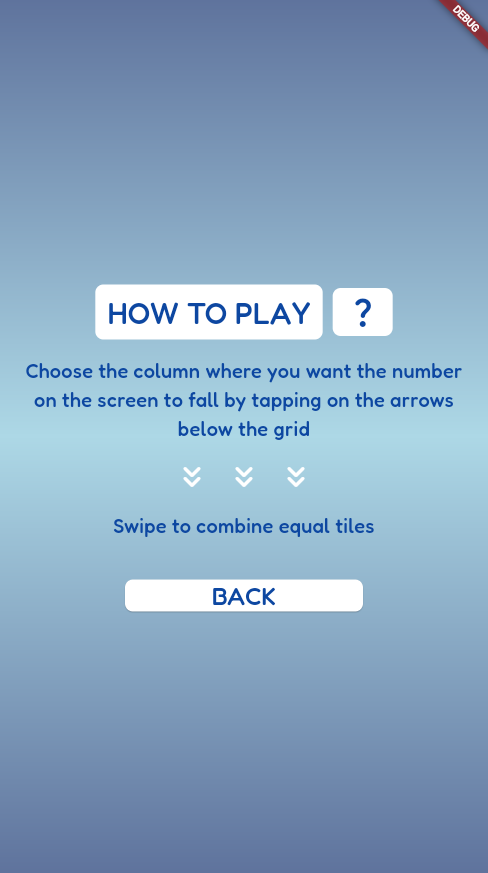 DEBUG
HOW TO PLAY ?
Choose the column where you want the number
on the screen to fall by tapping on the arrows
below the grid
Swipe to combine equal tiles
BACK